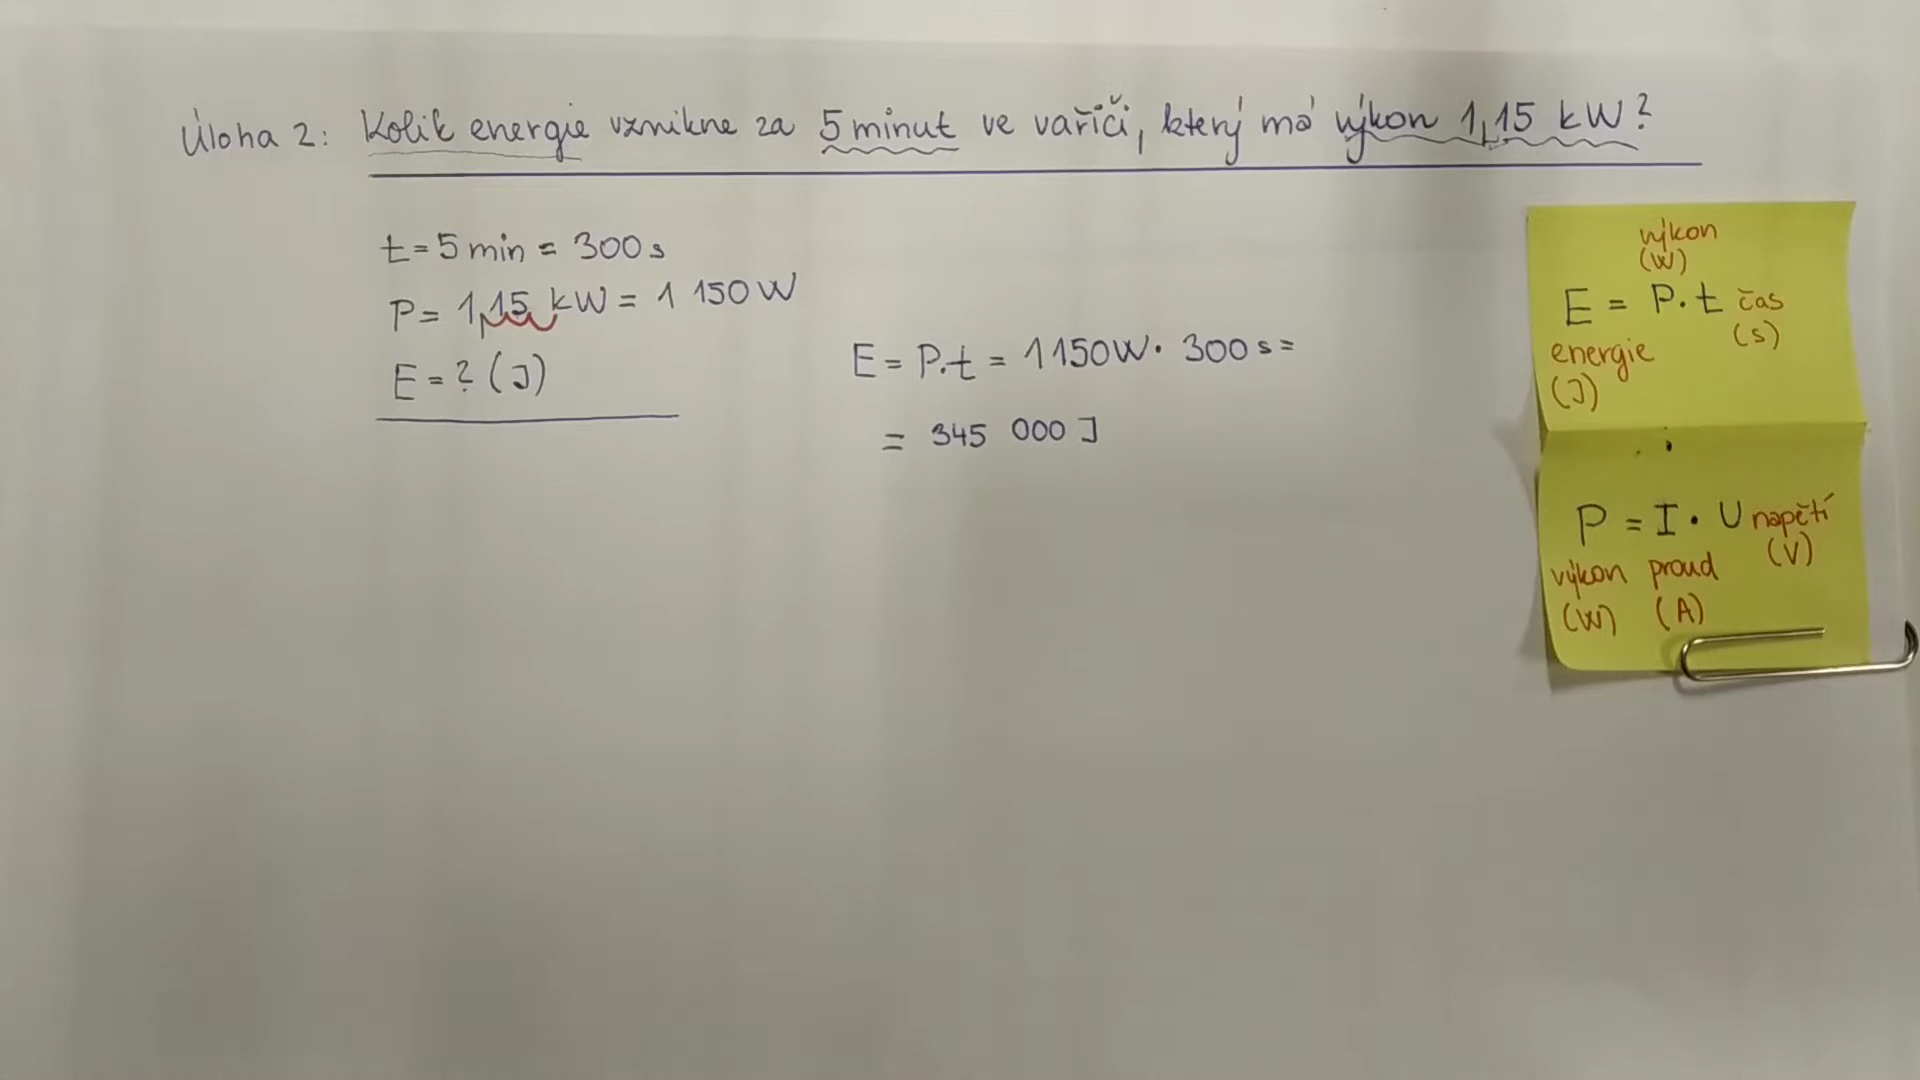 Úloha 2: Kolik energie vznikne za 5 minut ve vařiči, který má výkon 1,15 kW?
t = 5 min = 300 s
P = 1,15 kW = 1 150 W
E = ? (J)
E = P.t = 1150W · 300 s =
= 345 000 J
výkon
(W)
E = P.t čas
energie (s)
(J)
P = I · U napětí
výkon proud (V)
(W) (A)